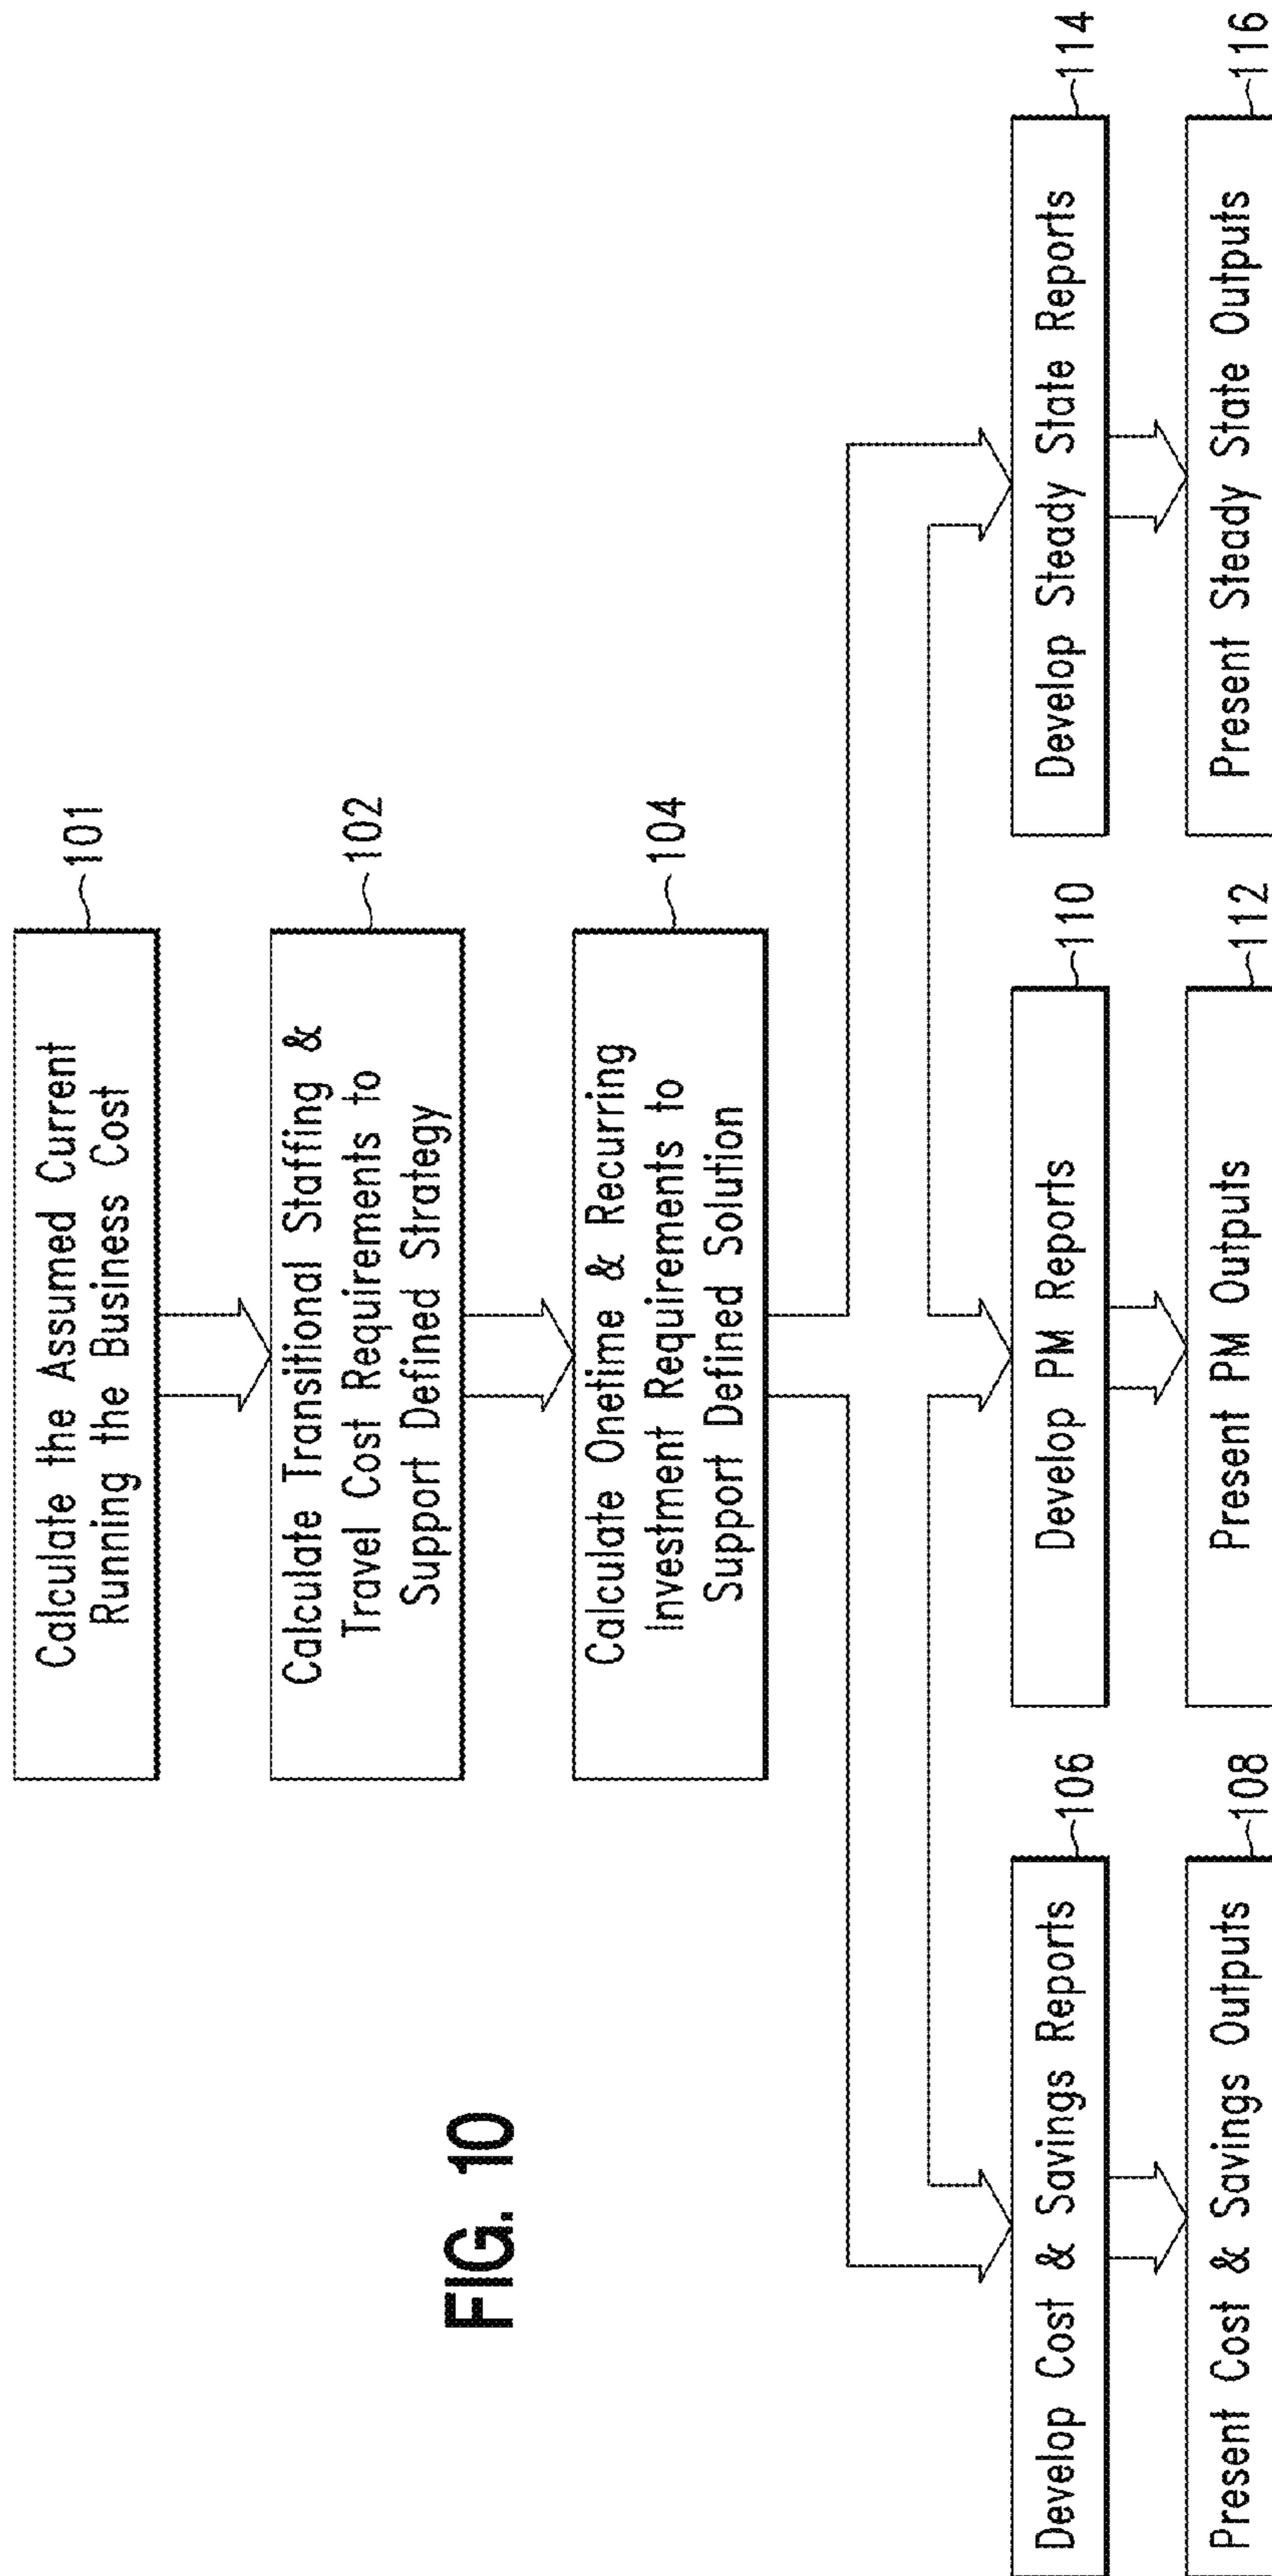 FIG. 10
Calculate the Assumed Current
Running the Business Cost
101
Calculate Transitional Staffing &
Travel Cost Requirements to
Support Defined Strategy
102
Calculate Onetime & Recurring
Investment Requirements to
Support Defined Solution
104
Develop Cost & Savings Reports
106
Present Cost & Savings Outputs
108
Develop PM Reports
110
Present PM Outputs
112
Develop Steady State Reports
114
Present Steady State Outputs
116